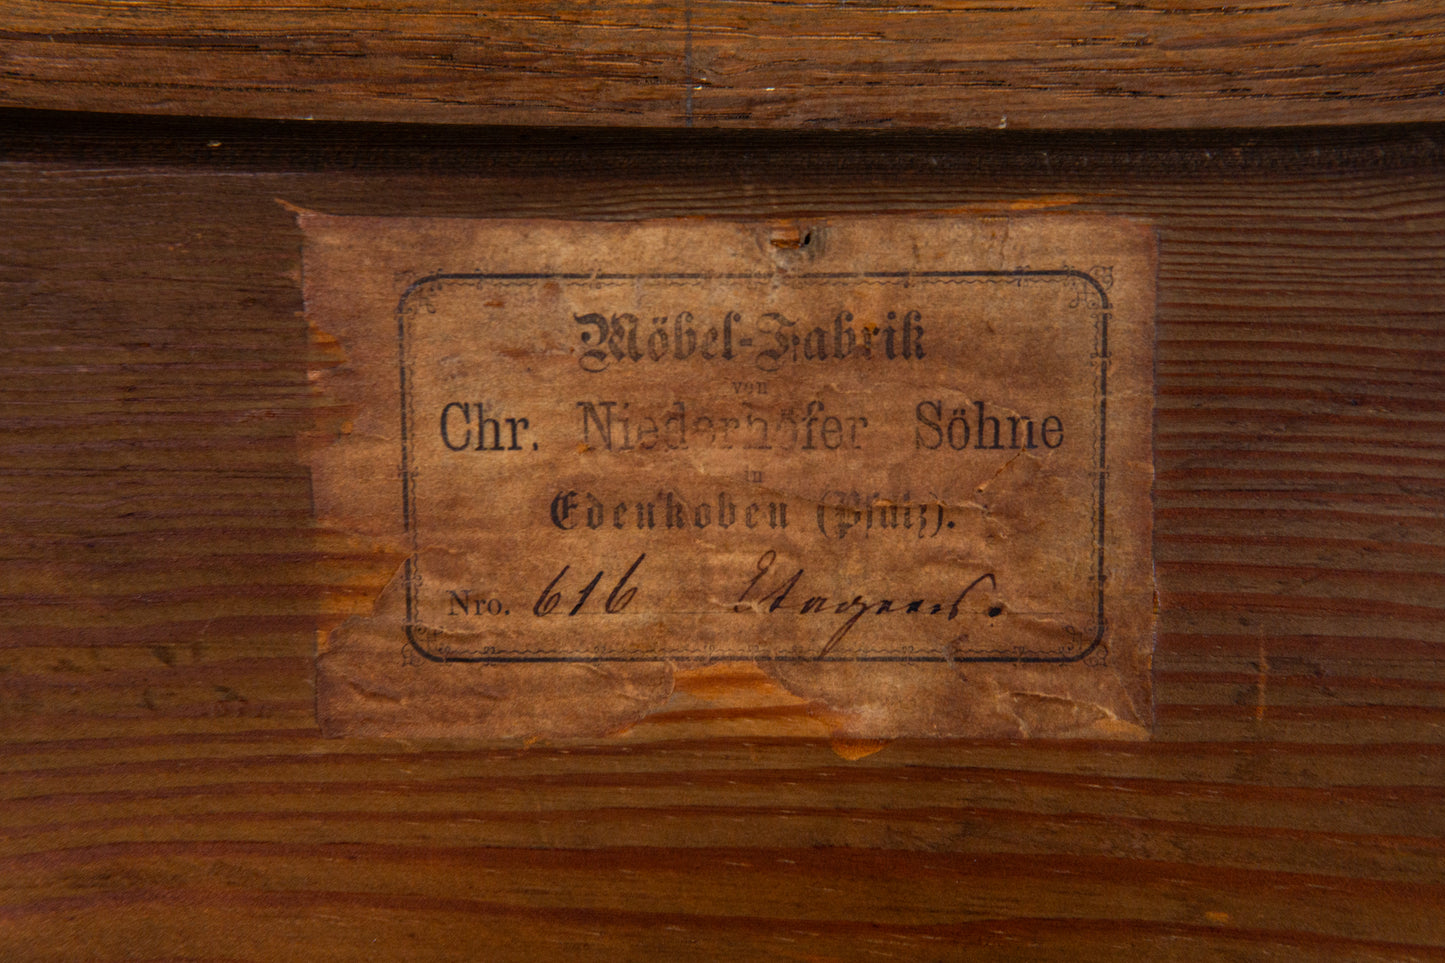 Möbel-Fabrik
von
Chr. Niederhöfer Söhne
in
Edenkoben (Pfalz).
Nro. 616